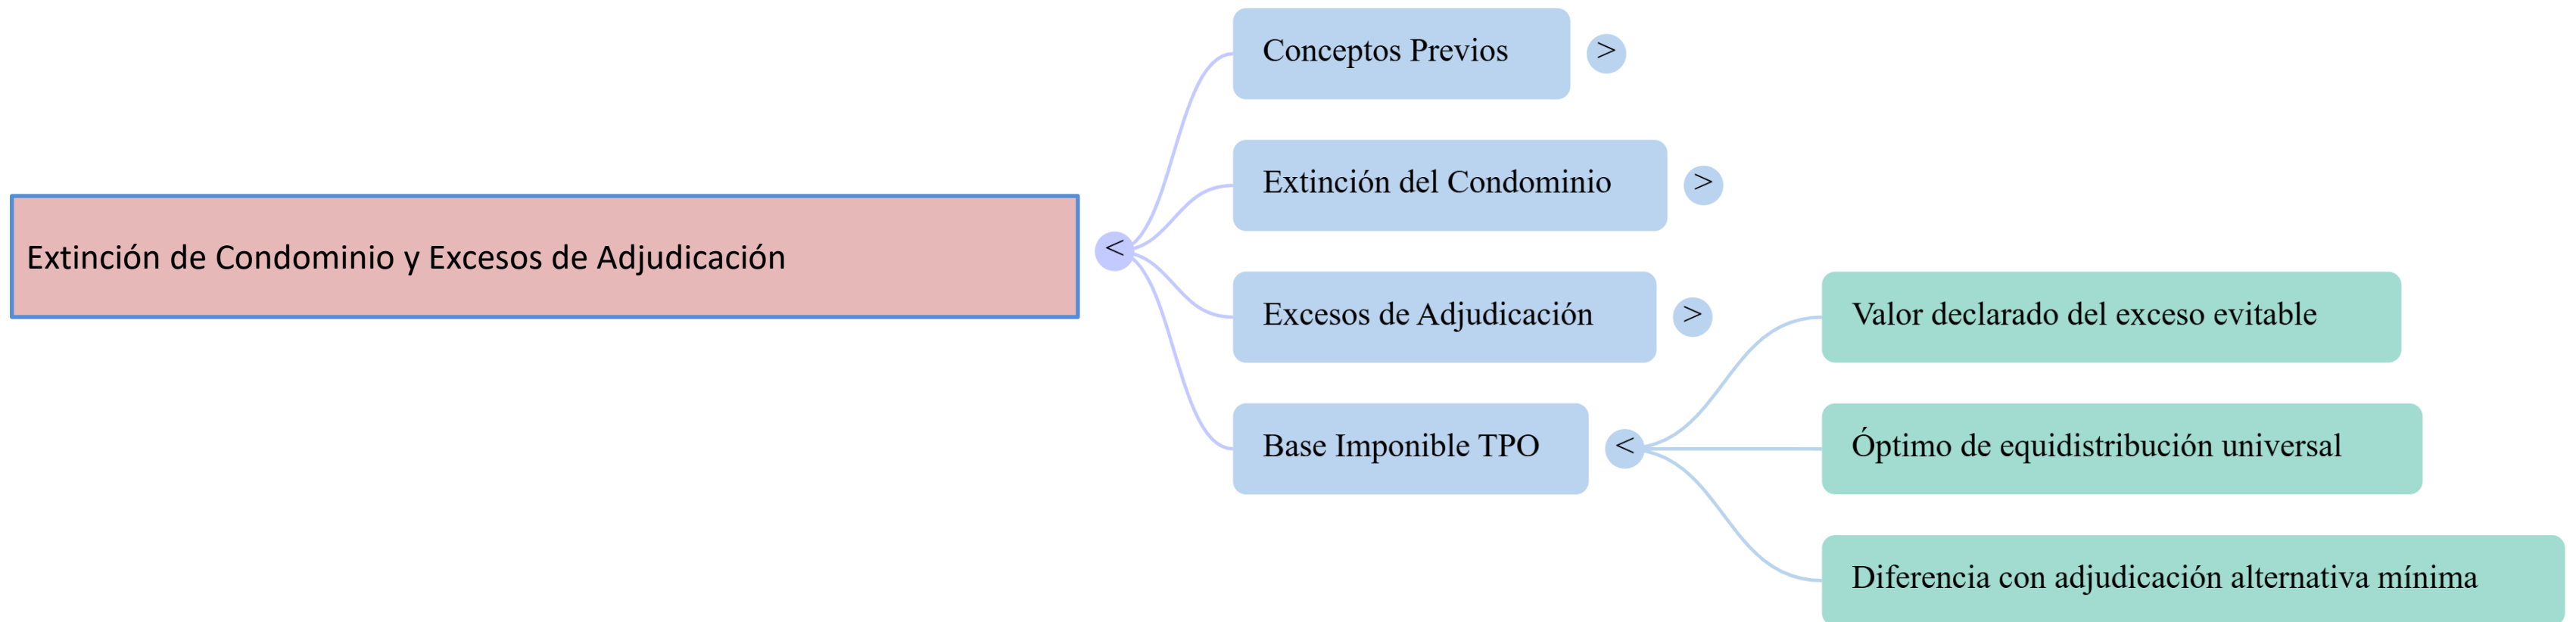 Extinción de Condominio y Excesos de Adjudicación
<
Conceptos Previos
>
Extinción del Condominio
>
Excesos de Adjudicación
>
Base Imponible TPO
<
Valor declarado del exceso evitable
Óptimo de equidistribución universal
Diferencia con adjudicación alternativa mínima